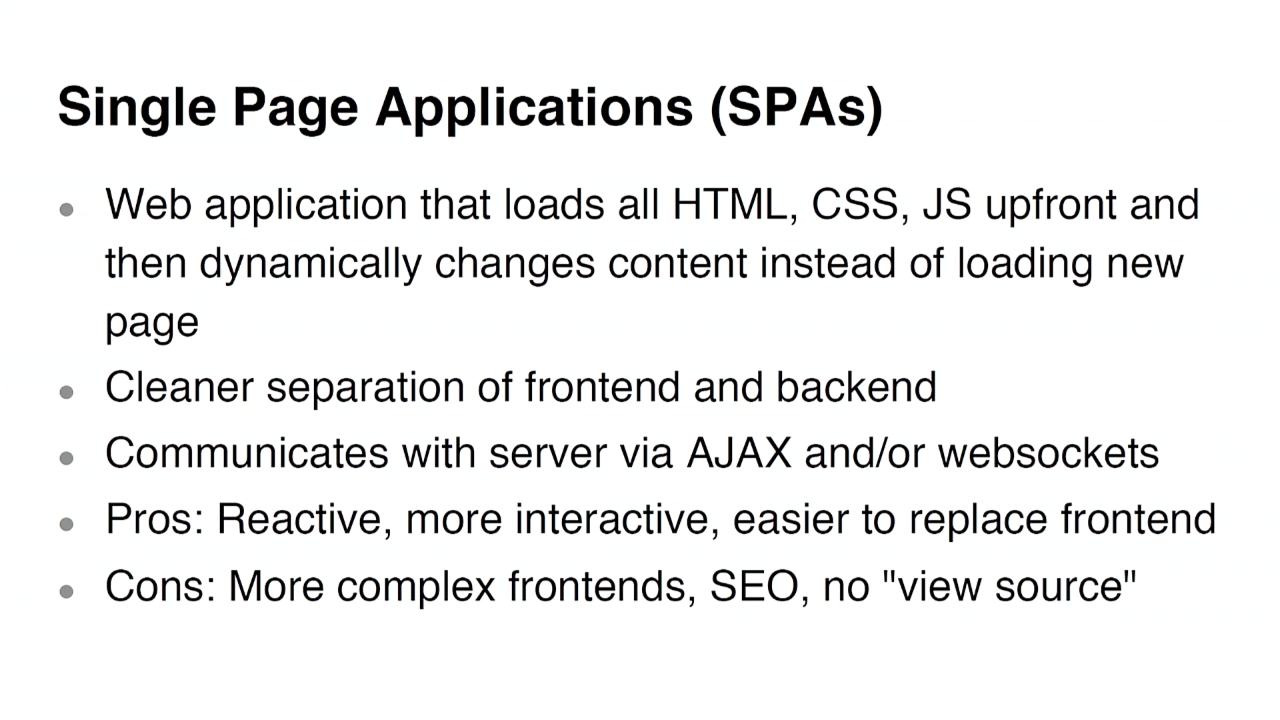 Single Page Applications (SPAs)
• Web application that loads all HTML, CSS, JS upfront and
then dynamically changes content instead of loading new
page
• Cleaner separation of frontend and backend
• Communicates with server via AJAX and/or websockets
• Pros: Reactive, more interactive, easier to replace frontend
• Cons: More complex frontends, SEO, no "view source"